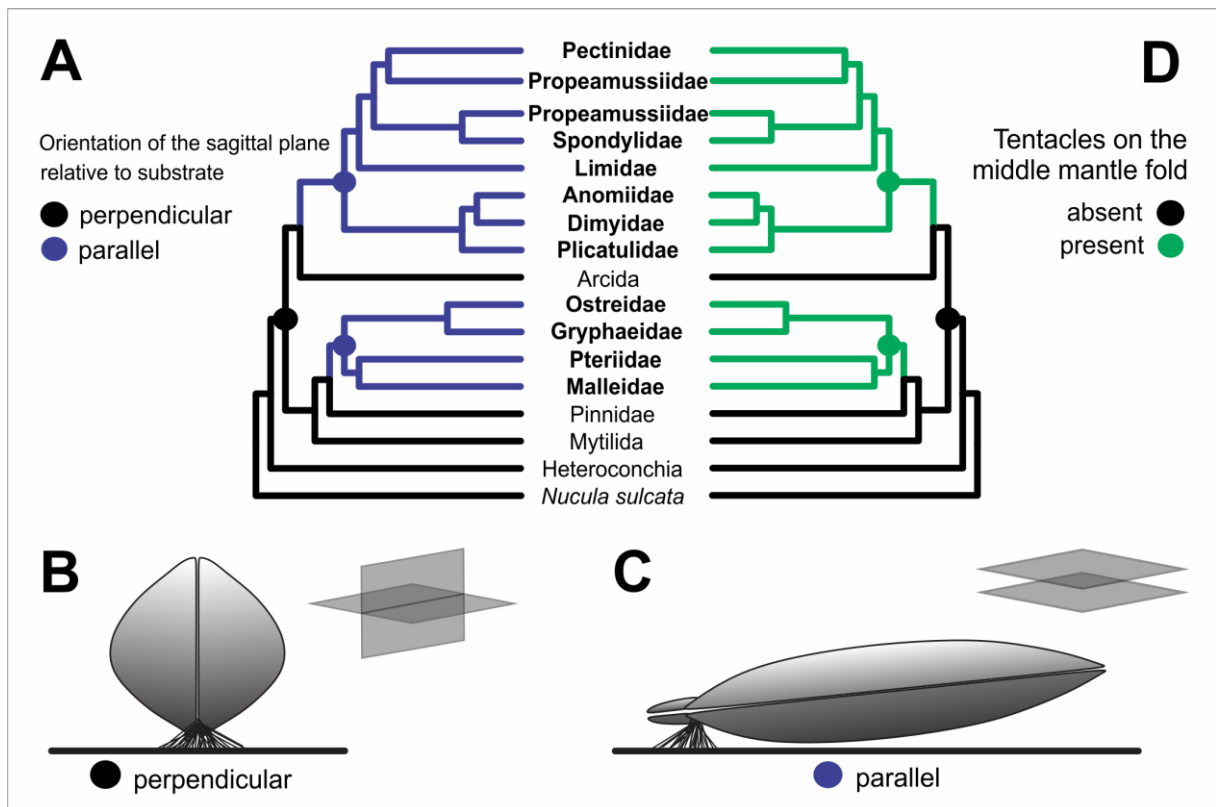 A
D
Orientation of the sagittal plane
relative to substrate
perpendicular
parallel
Pectinidae
Propeamussiidae
Propeamussiidae
Spondylidae
Limidae
Anomiidae
Dimyidae
Plicatulidae
Arcida
Ostreidae
Gryphaeidae
Pteriidae
Malleidae
Pinnidae
Mytilida
Heteroconchia
Nucula sulcata
Tentacles on the
middle mantle fold
absent
present
B
perpendicular
C
parallel